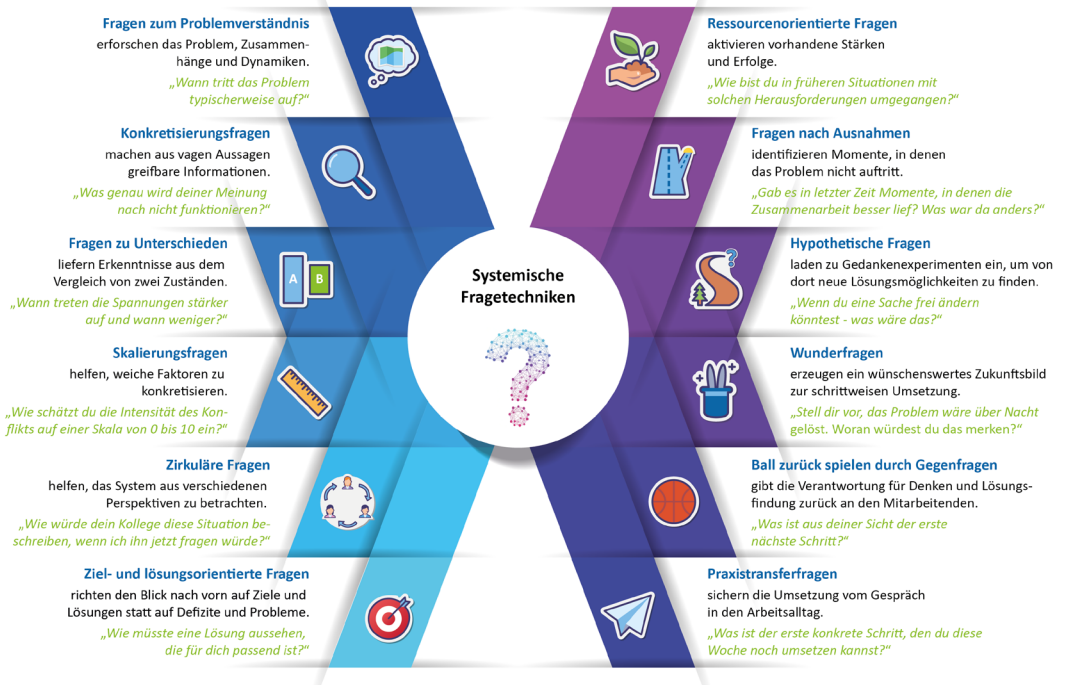 Fragen zum Problemverständnis
erforschen das Problem, Zusammen-
hänge und Dynamiken.
„Wann tritt das Problem
typischerweise auf?“
Konkretisierungsfragen
machen aus vagen Aussagen
greifbare Informationen.
„Was genau wird deiner Meinung
nach nicht funktionieren?“
Fragen zu Unterschieden
liefern Erkenntnisse aus dem
Vergleich von zwei Zuständen.
„Wann treten die Spannungen stärker
auf und wann weniger?“
A
B
Skalierungsfragen
helfen, weiche Faktoren zu
konkretisieren.
„Wie schätzt du die Intensität des Kon-
flikts auf einer Skala von 0 bis 10 ein?“
Zirkuläre Fragen
helfen, das System aus verschiedenen
Perspektiven zu betrachten.
„Wie würde dein Kollege diese Situation be-
schreiben, wenn ich ihn jetzt fragen würde?“
Ziel- und lösungsorientierte Fragen
richten den Blick nach vorn auf Ziele und
Lösungen statt auf Defizite und Probleme.
„Wie müsste eine Lösung aussehen,
die für dich passend ist?“
Systemische
Fragetechniken
?
Ressourcenorientierte Fragen
aktivieren vorhandene Stärken
und Erfolge.
„Wie bist du in früheren Situationen mit
solchen Herausforderungen umgegangen?“
Fragen nach Ausnahmen
identifizieren Momente, in denen
das Problem nicht auftritt.
„Gab es in letzter Zeit Momente, in denen die
Zusammenarbeit besser lief? Was war da anders?“
Hypothetische Fragen
laden zu Gedankenexperimenten ein, um von
dort neue Lösungsmöglichkeiten zu finden.
„Wenn du eine Sache frei ändern
könntest - was wäre das?“
?
Wunderfragen
erzeugen ein wünschenswertes Zukunftsbild
zur schrittweisen Umsetzung.
„Stell dir vor, das Problem wäre über Nacht
gelöst. Woran würdest du das merken?“
Ball zurück spielen durch Gegenfragen
gibt die Verantwortung für Denken und Lösungs-
findung zurück an den Mitarbeitenden.
„Was ist aus deiner Sicht der erste
nächste Schritt?“
Praxistransferfragen
sichern die Umsetzung vom Gespräch
in den Arbeitsalltag.
„Was ist der erste konkrete Schritt, den du diese
Woche noch umsetzen kannst?“